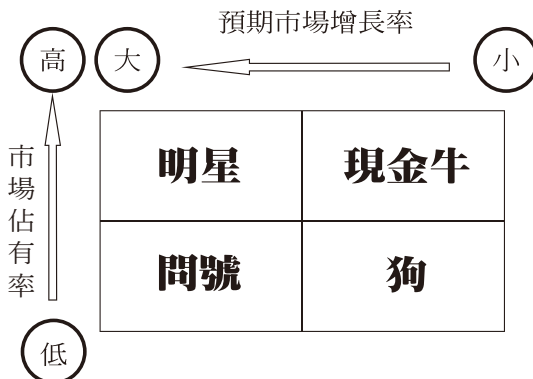 預期市場增長率
高 大 小
明星 現金牛
市場佔有率
問號 狗
低